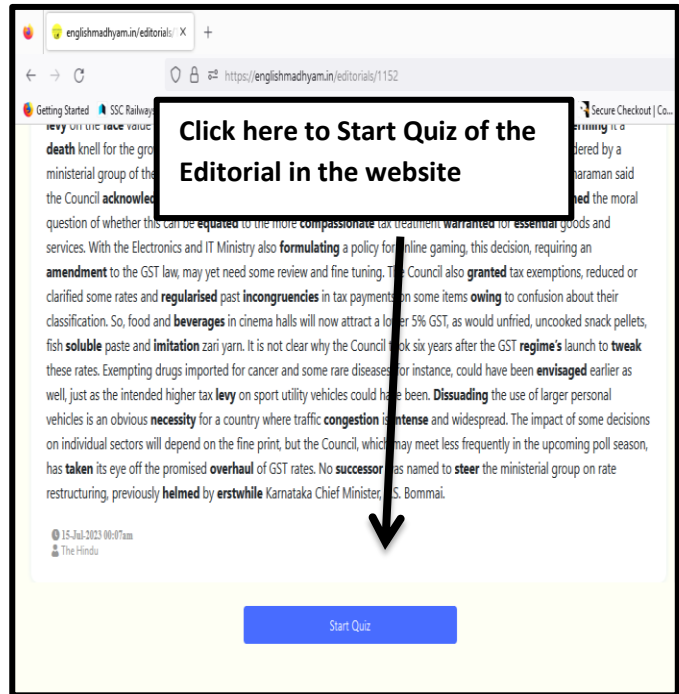 englishmadhyam.in/editorials/ X +
https://englishmadhyam.in/editorials/1152
Getting Started SSC Railways Secure Checkout | Co...
Click here to Start Quiz of the
Editorial in the website
levy on the face value it a
death knell for the gro dered by a
ministerial group of the haraman said
the Council acknowled ned the moral
question of whether this can be equated to the more compassionate tax treatment warranted for essential goods and
services. With the Electronics and IT Ministry also formulating a policy for online gaming, this decision, requiring an
amendment to the GST law, may yet need some review and fine tuning. The Council also granted tax exemptions, reduced or
clarified some rates and regularised past incongruencies in tax payments on some items owing to confusion about their
classification. So, food and beverages in cinema halls will now attract a lower 5% GST, as would unfried, uncooked snack pellets,
fish soluble paste and imitation zari yarn. It is not clear why the Council took six years after the GST regime's launch to tweak
these rates. Exempting drugs imported for cancer and some rare diseases, for instance, could have been envisaged earlier as
well, just as the intended higher tax levy on sport utility vehicles could have been. Dissuading the use of larger personal
vehicles is an obvious necessity for a country where traffic congestion is intense and widespread. The impact of some decisions
on individual sectors will depend on the fine print, but the Council, which may meet less frequently in the upcoming poll season,
has taken its eye off the promised overhaul of GST rates. No successor was named to steer the ministerial group on rate
restructuring, previously helmed by erstwhile Karnataka Chief Minister, S. Bommai.
15-Jul-2023 00:07am
The Hindu
Start Quiz